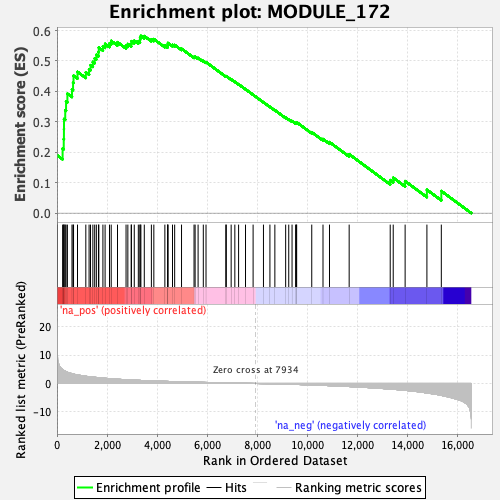 Enrichment plot: MODULE_172
Enrichment score (ES)
0.6
0.5
0.4
0.3
0.2
0.1
0.0
'na_pos' (positively correlated)
Ranked list metric (PreRanked)
20
10
0
-10
Zero cross at 7934
'na_neg' (negatively correlated)
0
2,000
4,000
6,000
8,000
10,000
12,000
14,000
16,000
Rank in Ordered Dataset
Enrichment profile
Hits
Ranking metric scores